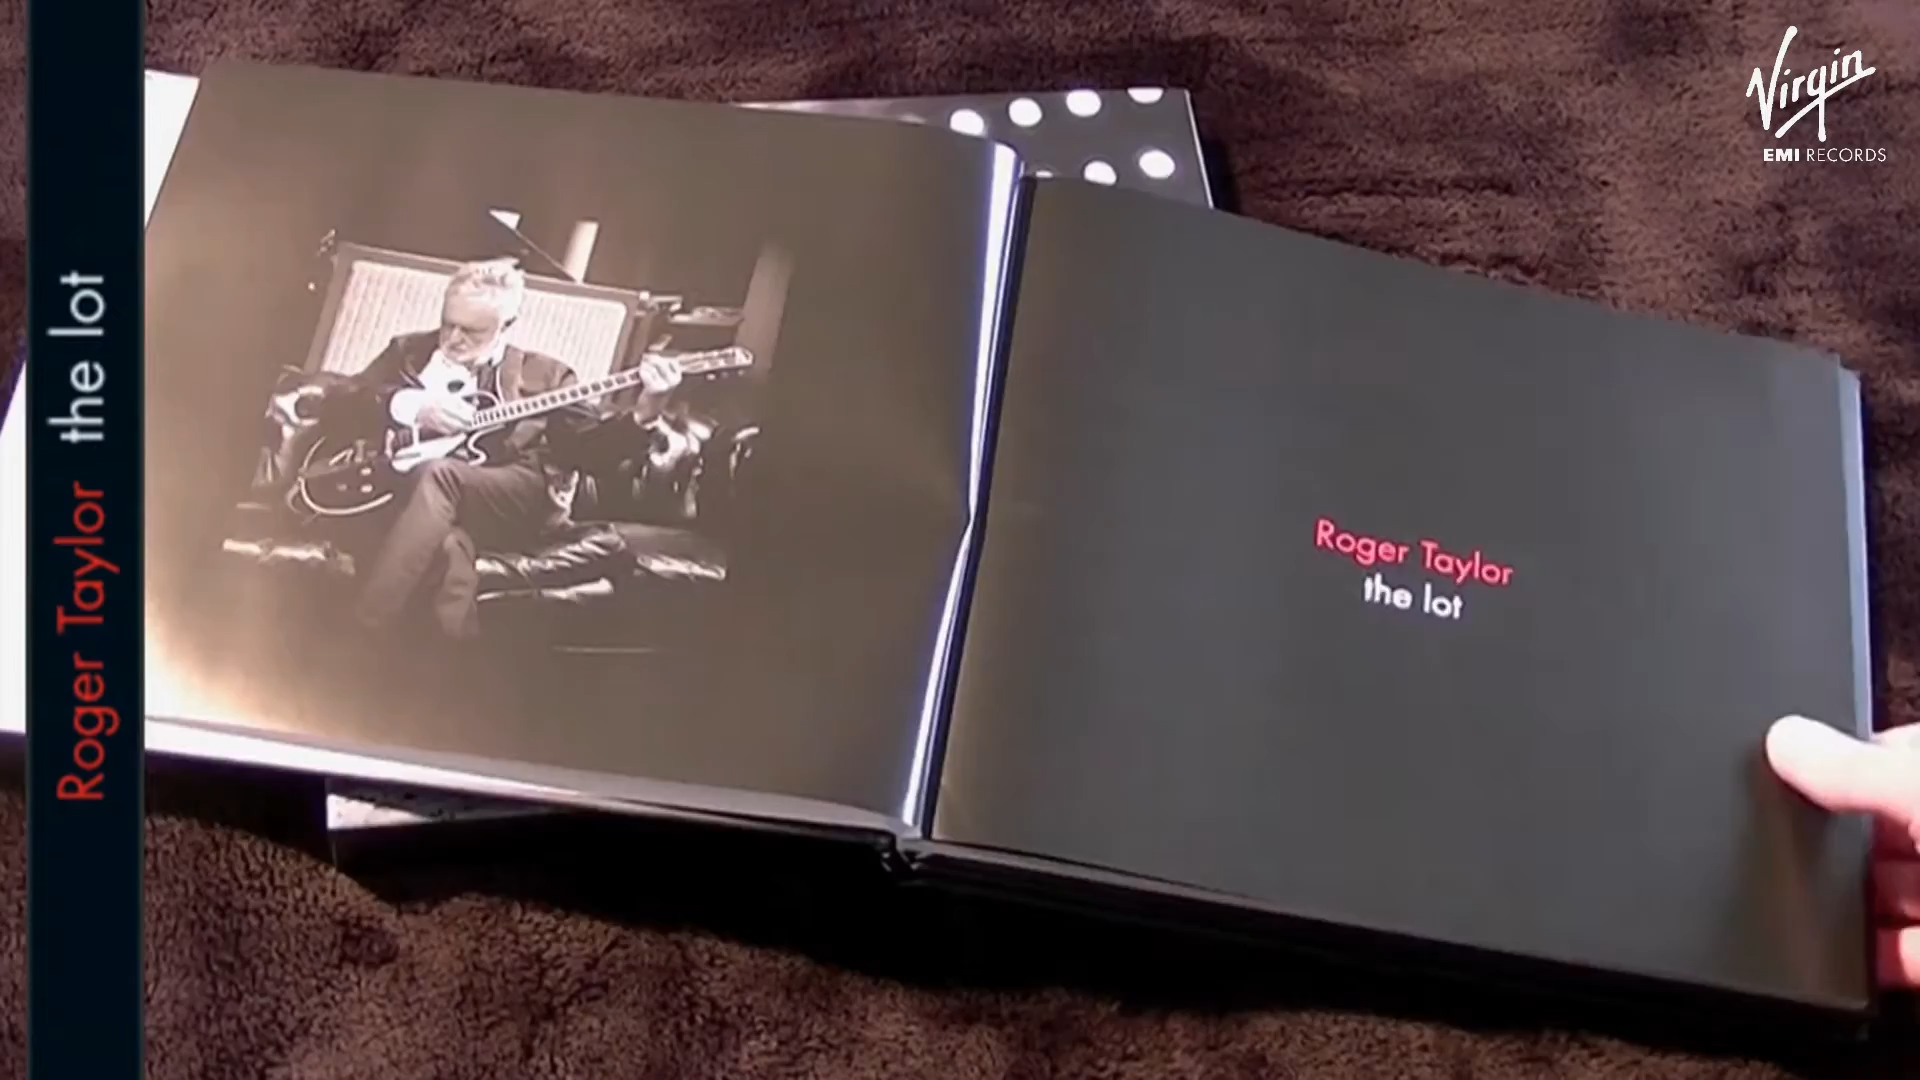 Roger Taylor the lot
Virgin
EMI RECORDS
Roger Taylor
the lot